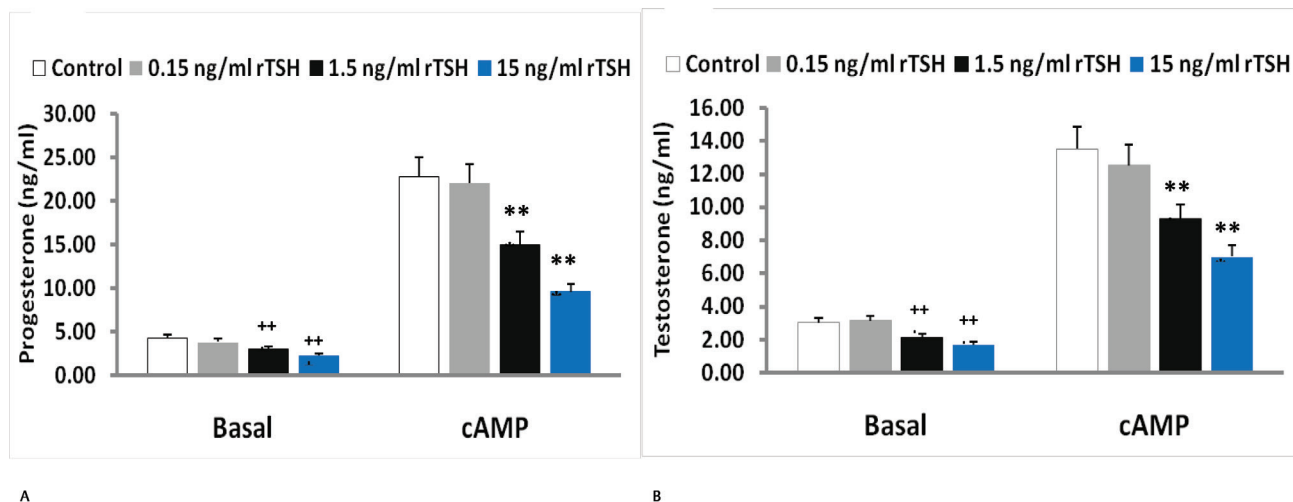 Control 0.15 ng/ml rTSH 1.5 ng/ml rTSH 15 ng/ml rTSH
Progesterone (ng/ml)
30.00
25.00
20.00
15.00
10.00
5.00
0.00
++
++
**
**
Basal
cAMP
A
Control 0.15 ng/ml rTSH 1.5 ng/ml rTSH 15 ng/ml rTSH
Testosterone (ng/ml)
16.00
14.00
12.00
10.00
8.00
6.00
4.00
2.00
0.00
++
++
**
**
Basal
cAMP
B